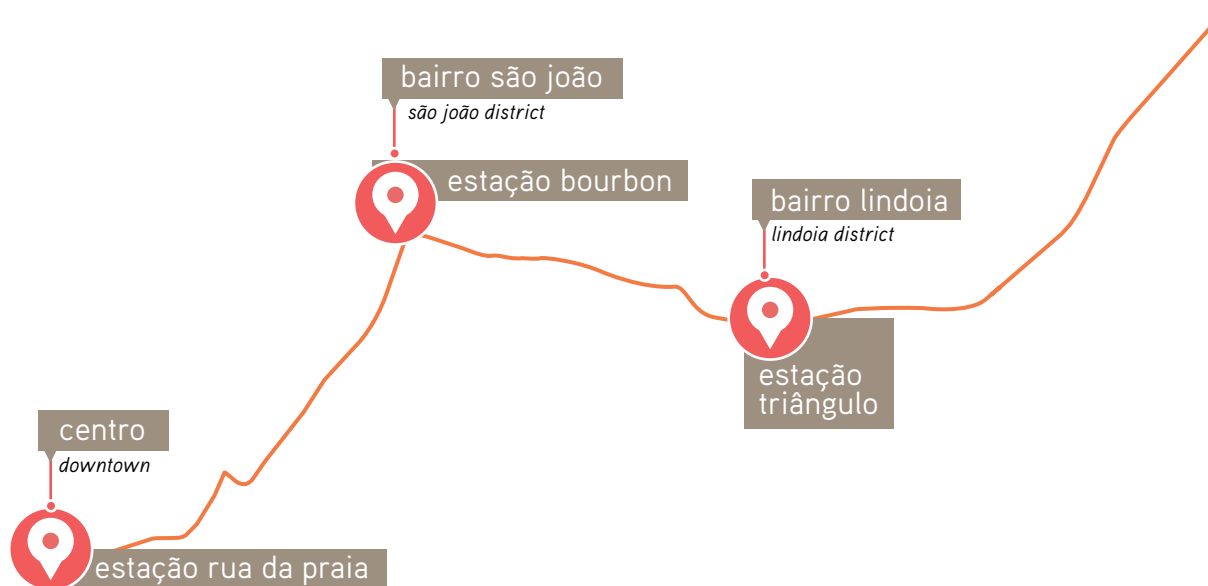 bairro são joão
são joão district
estação bourbon
bairro lindoia
lindoia district
estação
triângulo
centro
downtown
estação rua da praia